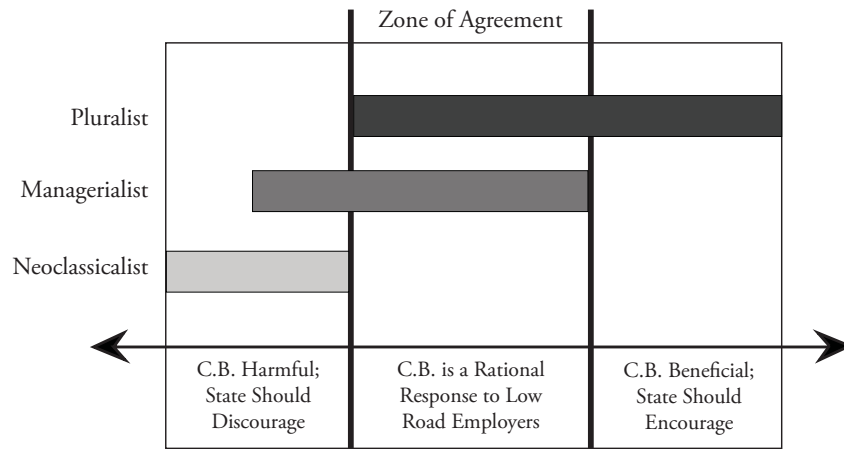 Zone of Agreement
Pluralist
Managerialist
Neoclassicalist
C.B. Harmful;
State Should
Discourage
C.B. is a Rational
Response to Low
Road Employers
C.B. Beneficial;
State Should
Encourage